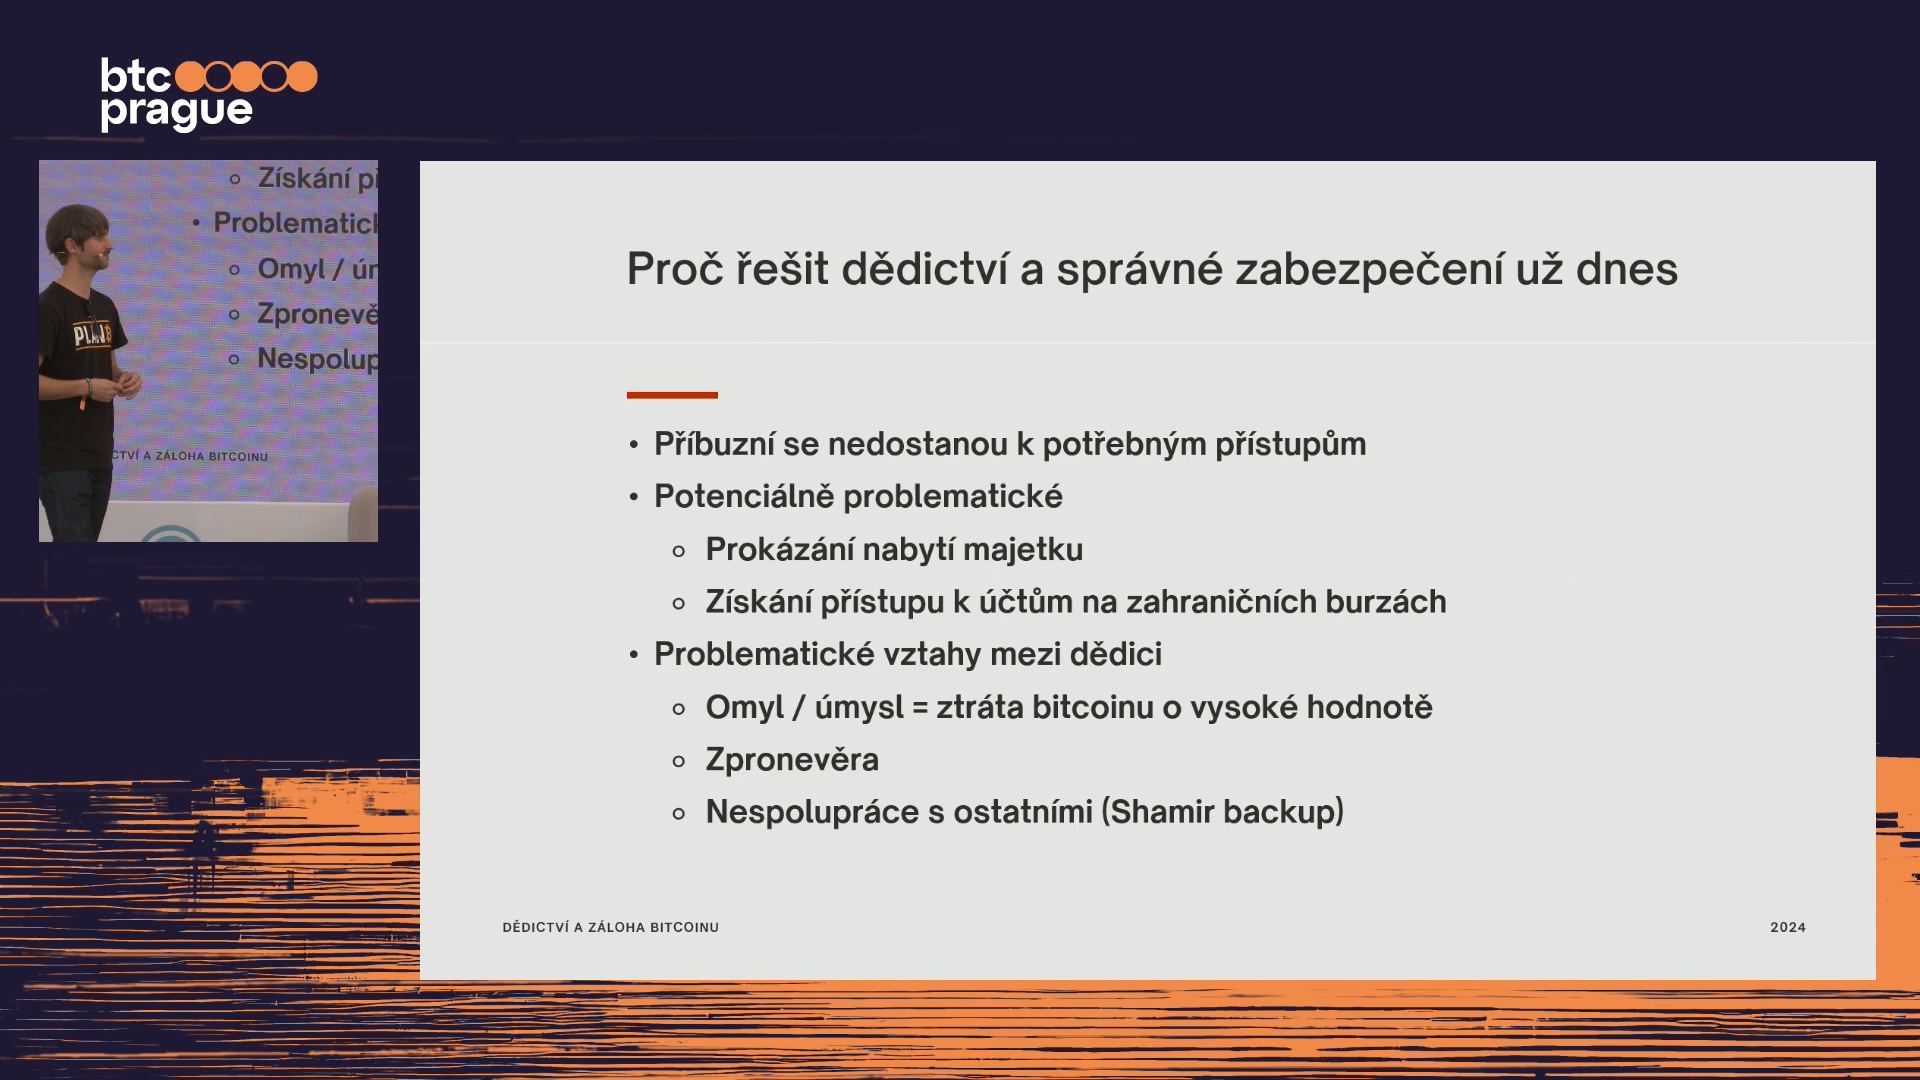 btc
prague
Získání
Problematick
Omyl / úm
Zpronevě
Nespolup
PLAN
CTVÍ A ZÁLOHA BITCOINU
Proč řešit dědictví a správné zabezpečení už dnes
• Příbuzní se nedostanou k potřebným přístupům
• Potenciálně problematické
○ Prokázání nabytí majetku
○ Získání přístupu k účtům na zahraničních burzách
• Problematické vztahy mezi dědici
○ Omyl / úmysl = ztráta bitcoinu o vysoké hodnotě
○ Zpronevěra
○ Nespolupráce s ostatními (Shamir backup)
DĚDICTVÍ A ZÁLOHA BITCOINU
2024